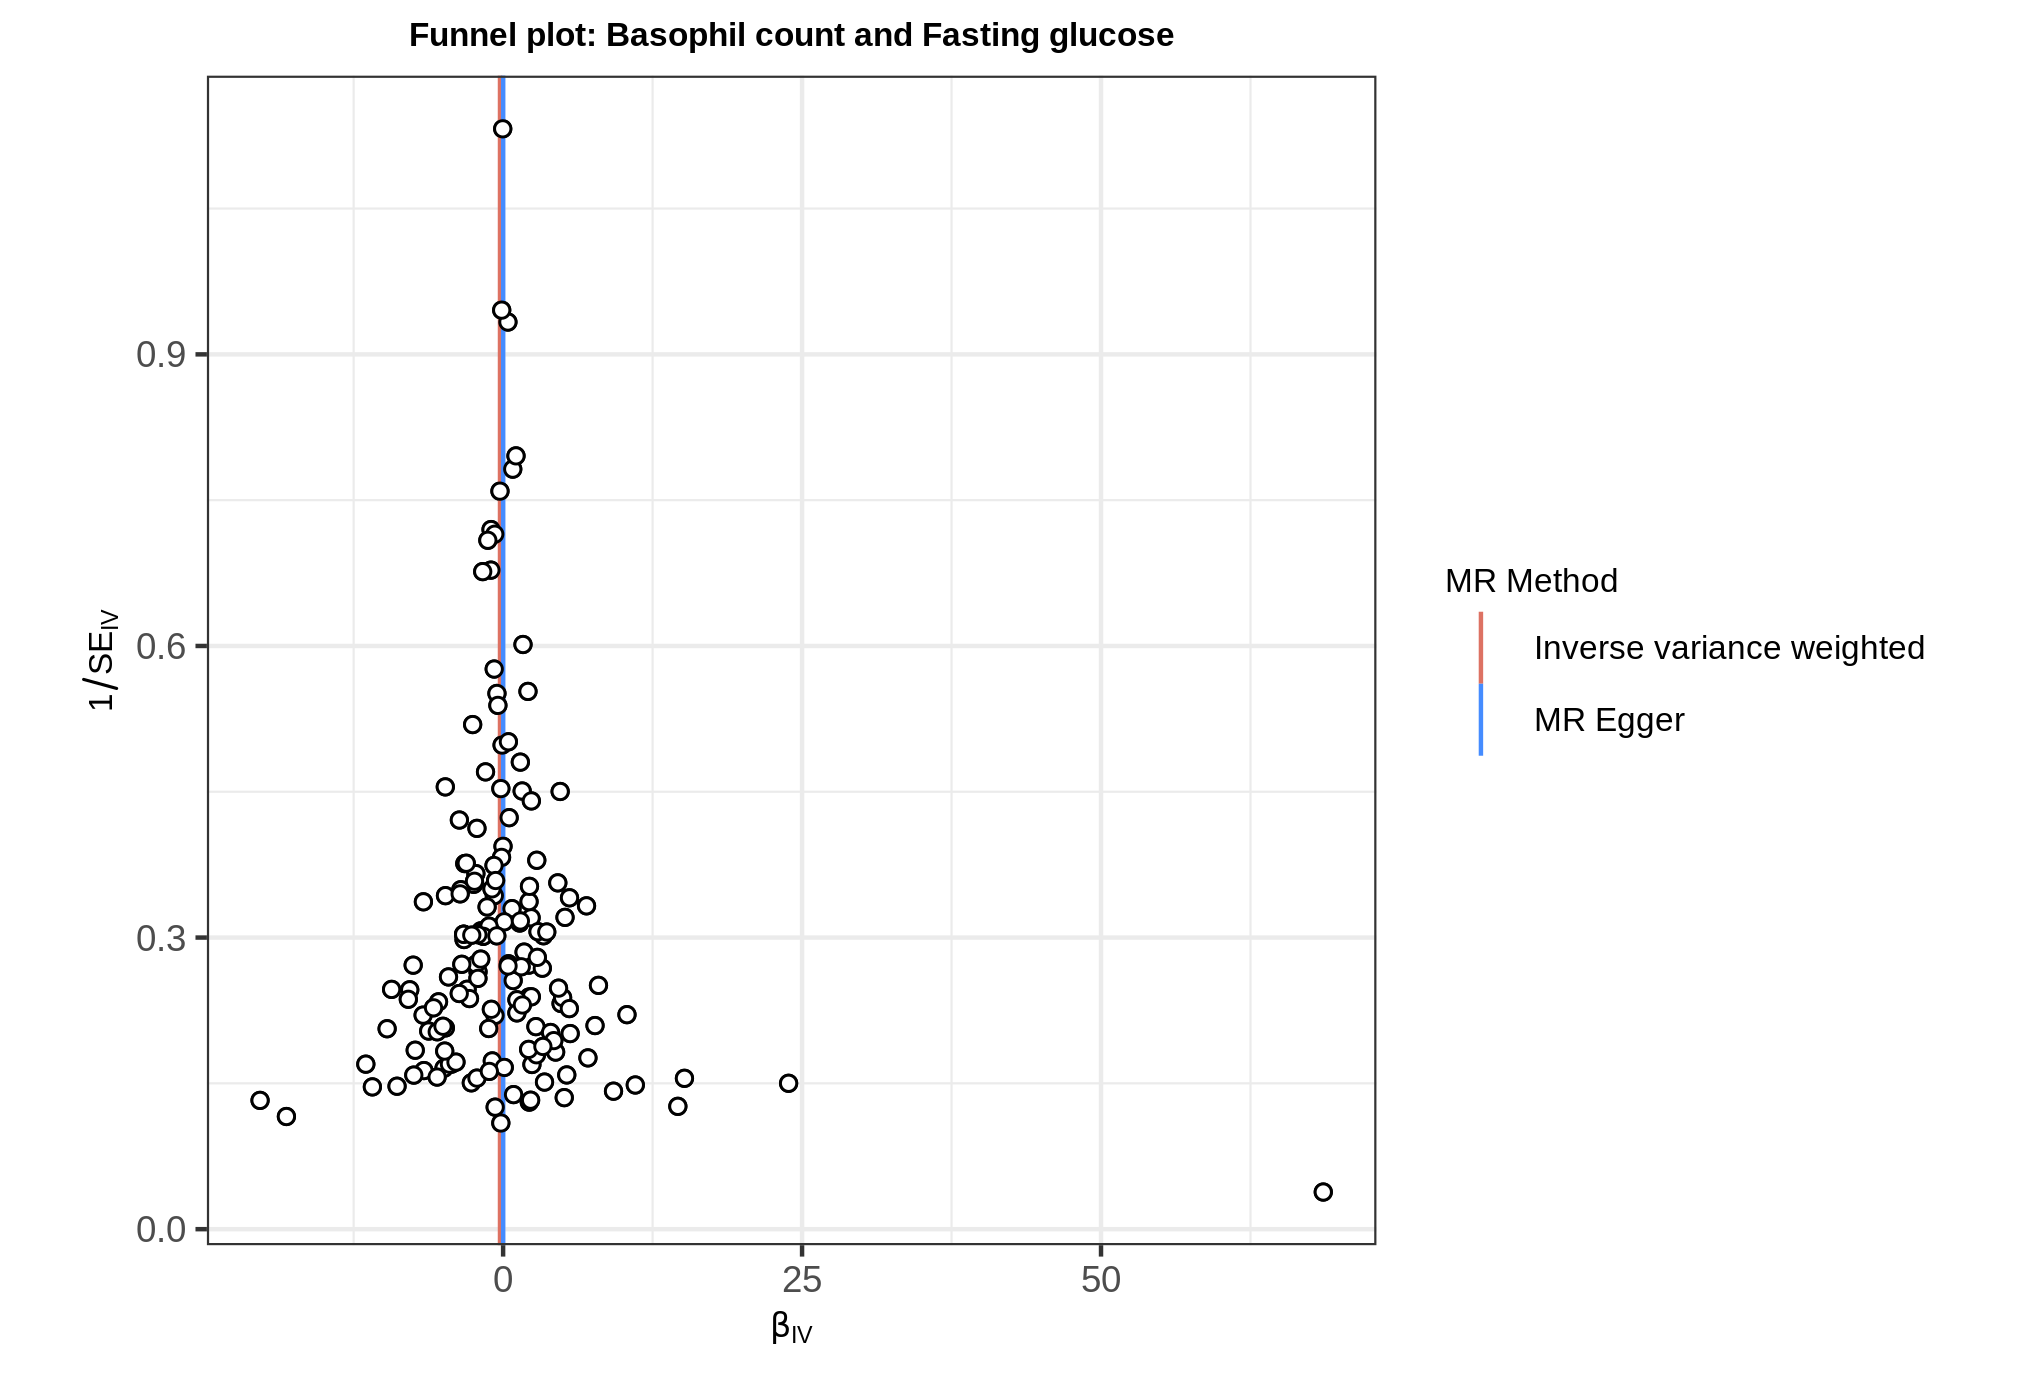 Funnel plot: Basophil count and Fasting glucose
1/SE_IV
0.9
0.6
0.3
0.0
0
25
50
β_IV
MR Method
Inverse variance weighted
MR Egger